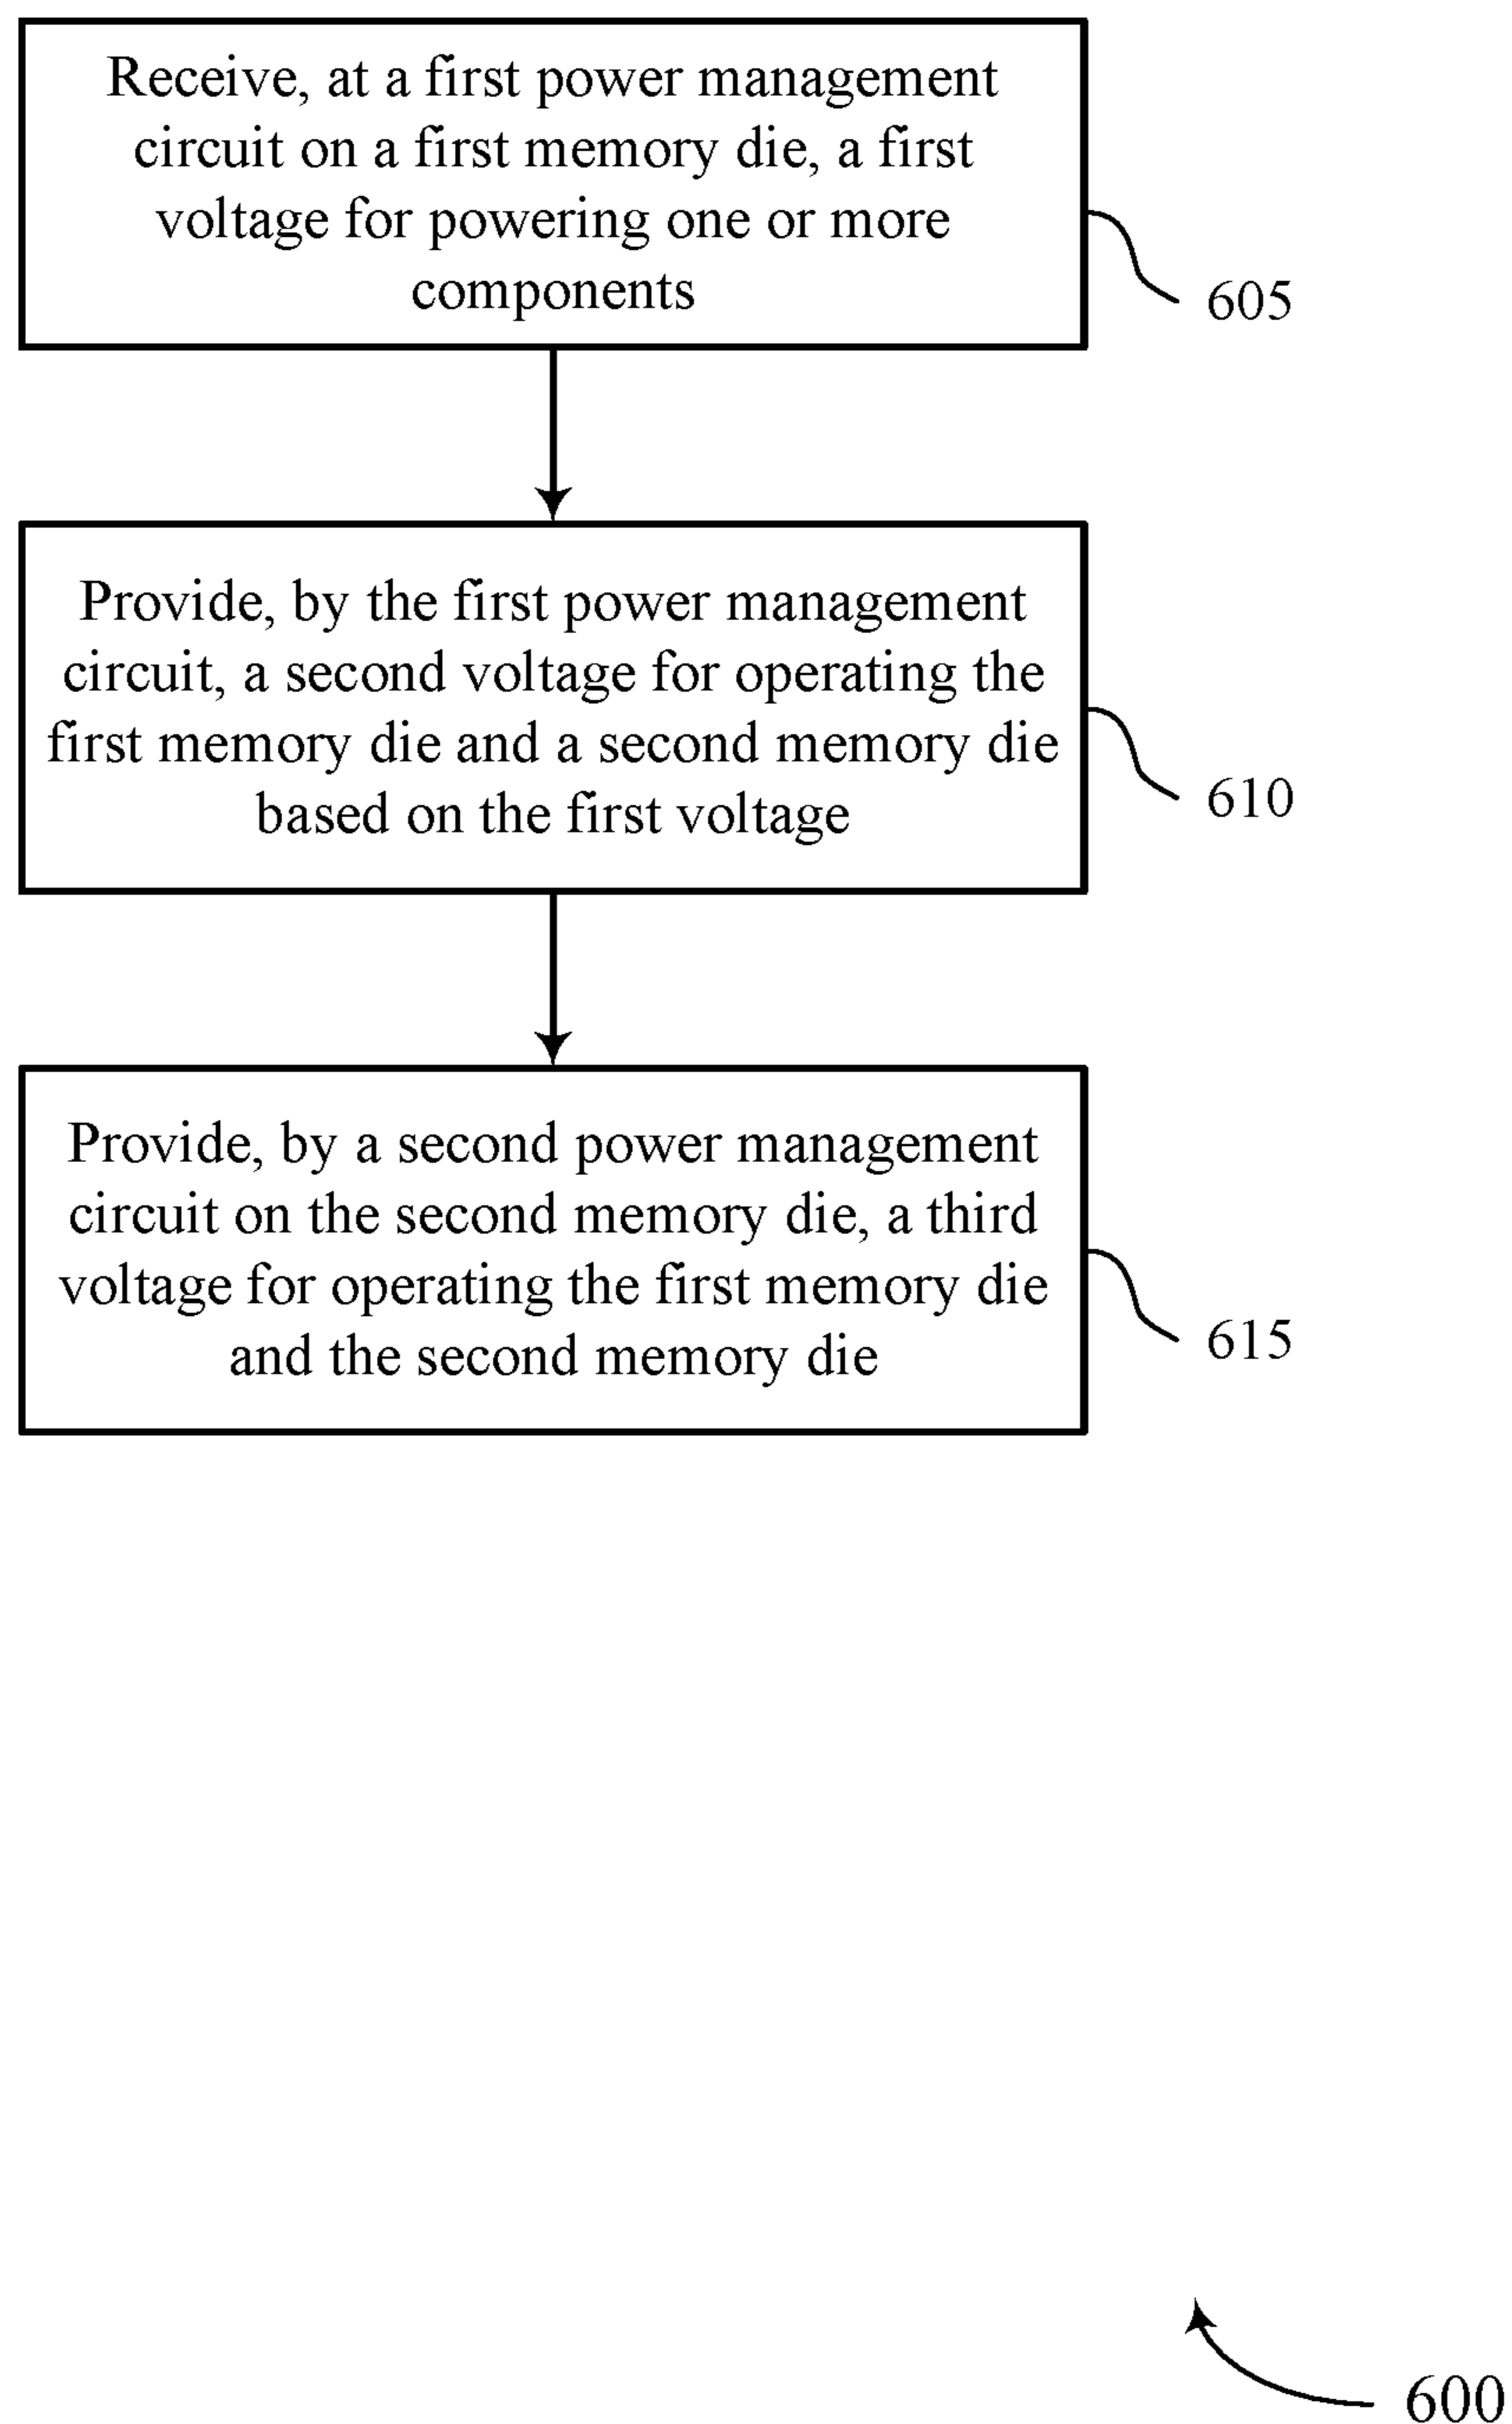 Receive, at a first power management
circuit on a first memory die, a first
voltage for powering one or more
components
605
Provide, by the first power management
circuit, a second voltage for operating the
first memory die and a second memory die
based on the first voltage
610
Provide, by a second power management
circuit on the second memory die, a third
voltage for operating the first memory die
and the second memory die
615
600